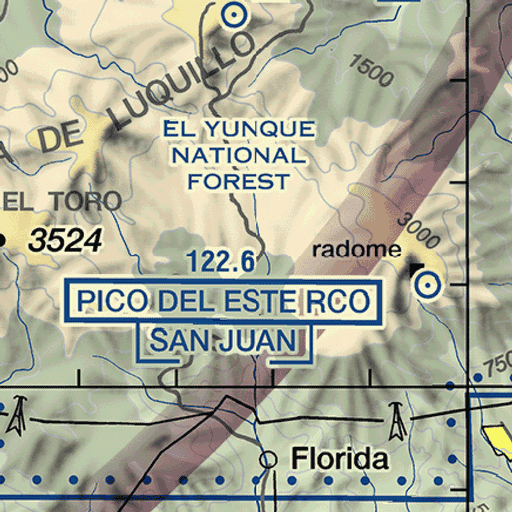 1500
00
A DE LUQUILLO
EL YUNQUE
NATIONAL
FOREST
EL TORO
3524
3000
radome
122.6
PICO DEL ESTE RCO
SAN JUAN
750
Florida